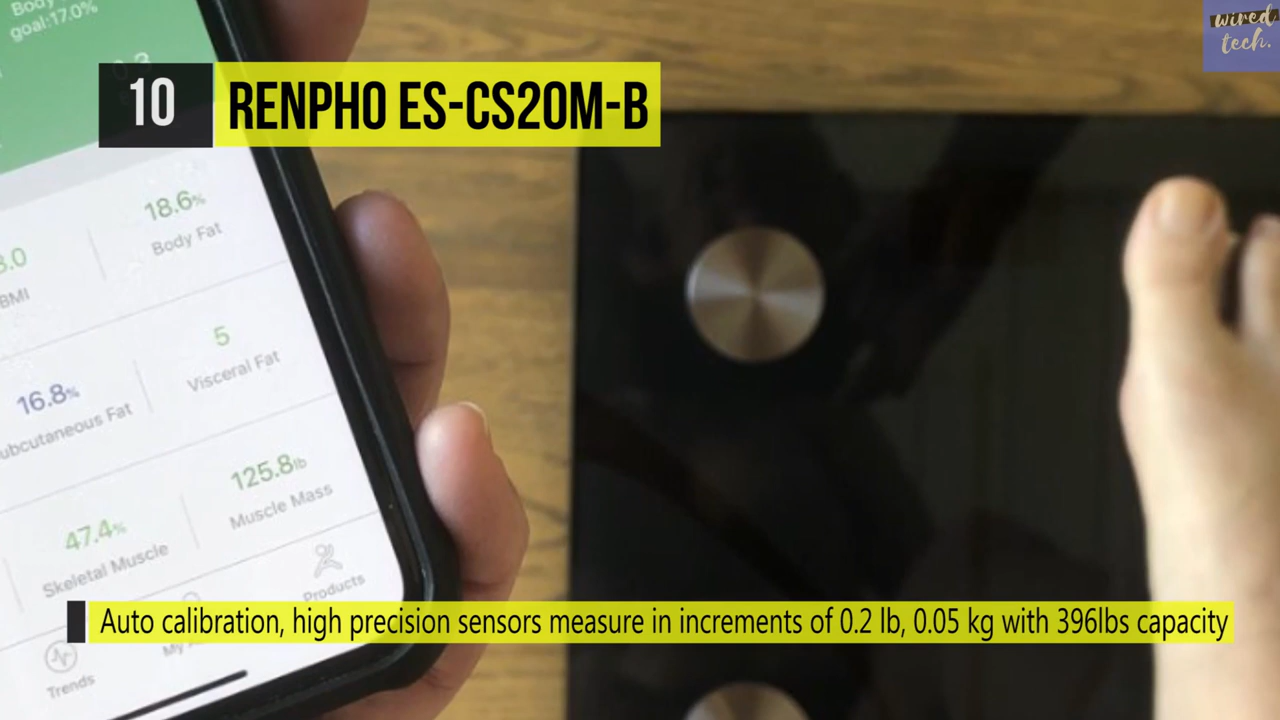 Body
goal:17.0%
wired
tech.
10
RENPHO ES-CS20M-B
18.6%
Body Fat
BMI
5
Visceral Fat
16.8%
ubcutaneous Fat
125.8lb
Muscle Mass
47.4%
Skeletal Muscle
Products
Auto calibration, high precision sensors measure in increments of 0.2 lb, 0.05 kg with 396lbs capacity
Trends